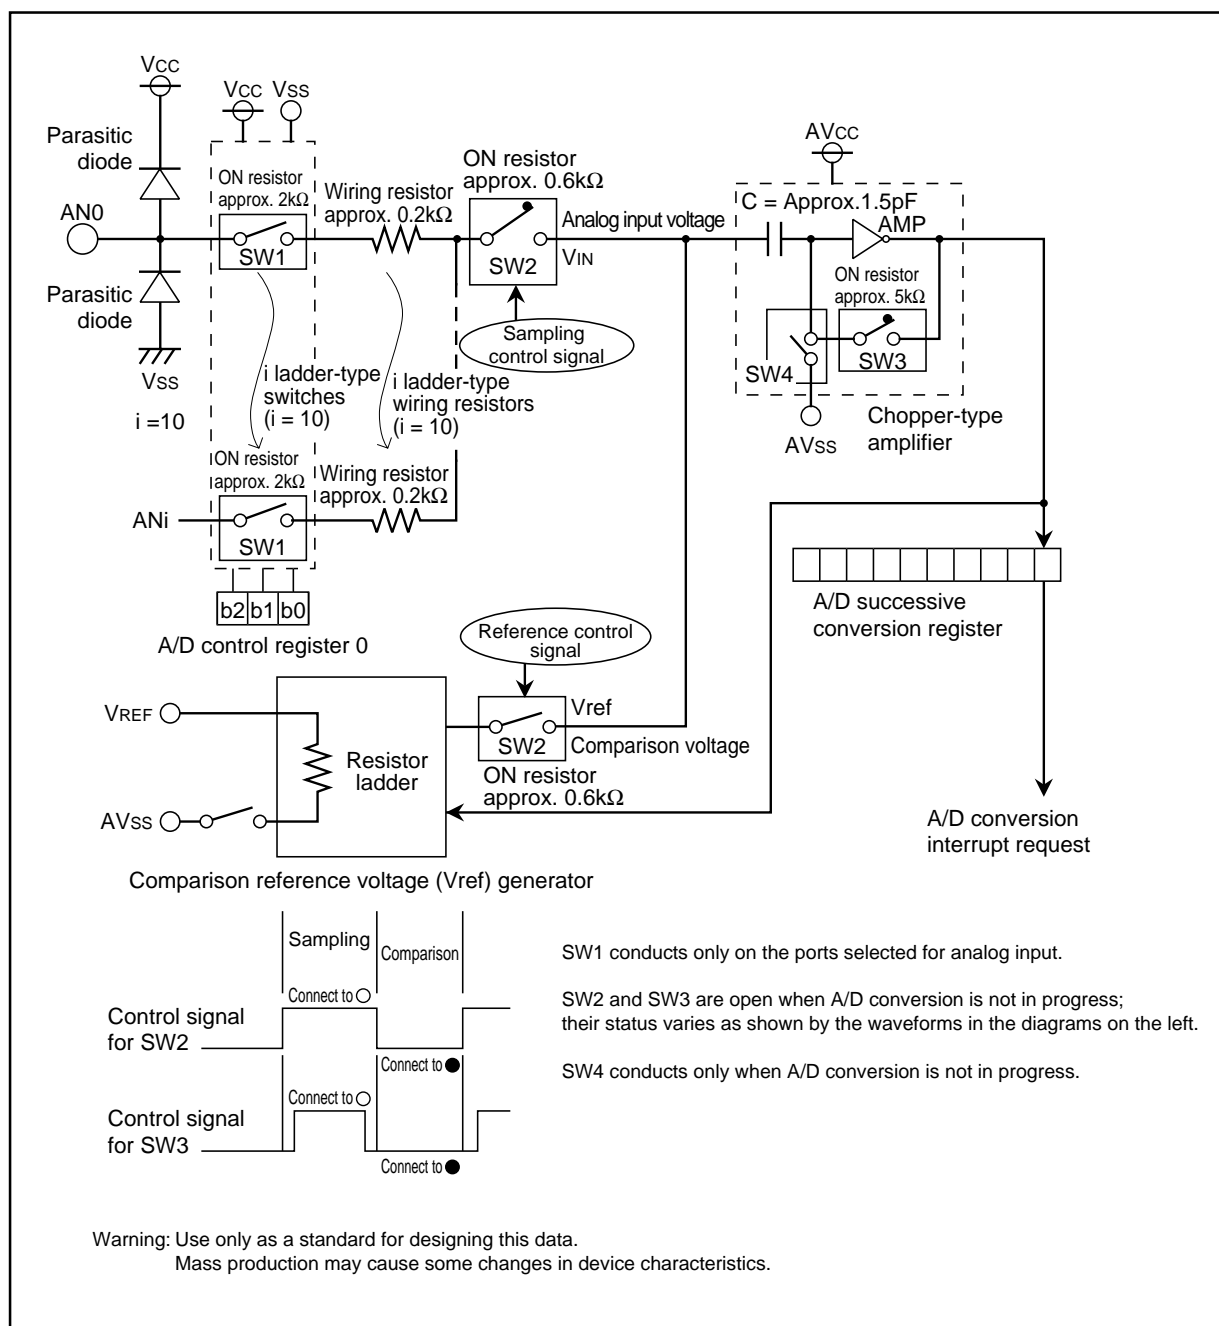 VCC
VCC VSS
Parasitic
diode
AN0
Parasitic
diode
VSS
i =10
ON resistor
approx. 2kΩ
SW1
Wiring resistor
approx. 0.2kΩ
ON resistor
approx. 0.6kΩ
SW2
Analog input voltage
VIN
Sampling
control signal
AVCC
C = Approx.1.5pF
AMP
ON resistor
approx. 5kΩ
SW3
SW4
AVSS
Chopper-type
amplifier
i ladder-type
switches
(i = 10)
i ladder-type
wiring resistors
(i = 10)
ON resistor
approx. 2kΩ
ANi
SW1
Wiring resistor
approx. 0.2kΩ
b2 b1 b0
A/D control register 0
A/D successive
conversion register
Reference control
signal
VREF
AVSS
Resistor
ladder
SW2
Vref
Comparison voltage
ON resistor
approx. 0.6kΩ
A/D conversion
interrupt request
Comparison reference voltage (Vref) generator
Sampling
Comparison
Connect to ○
Control signal
for SW2
Connect to ●
Connect to ○
Control signal
for SW3
Connect to ●
SW1 conducts only on the ports selected for analog input.
SW2 and SW3 are open when A/D conversion is not in progress;
their status varies as shown by the waveforms in the diagrams on the left.
SW4 conducts only when A/D conversion is not in progress.
Warning: Use only as a standard for designing this data.
Mass production may cause some changes in device characteristics.